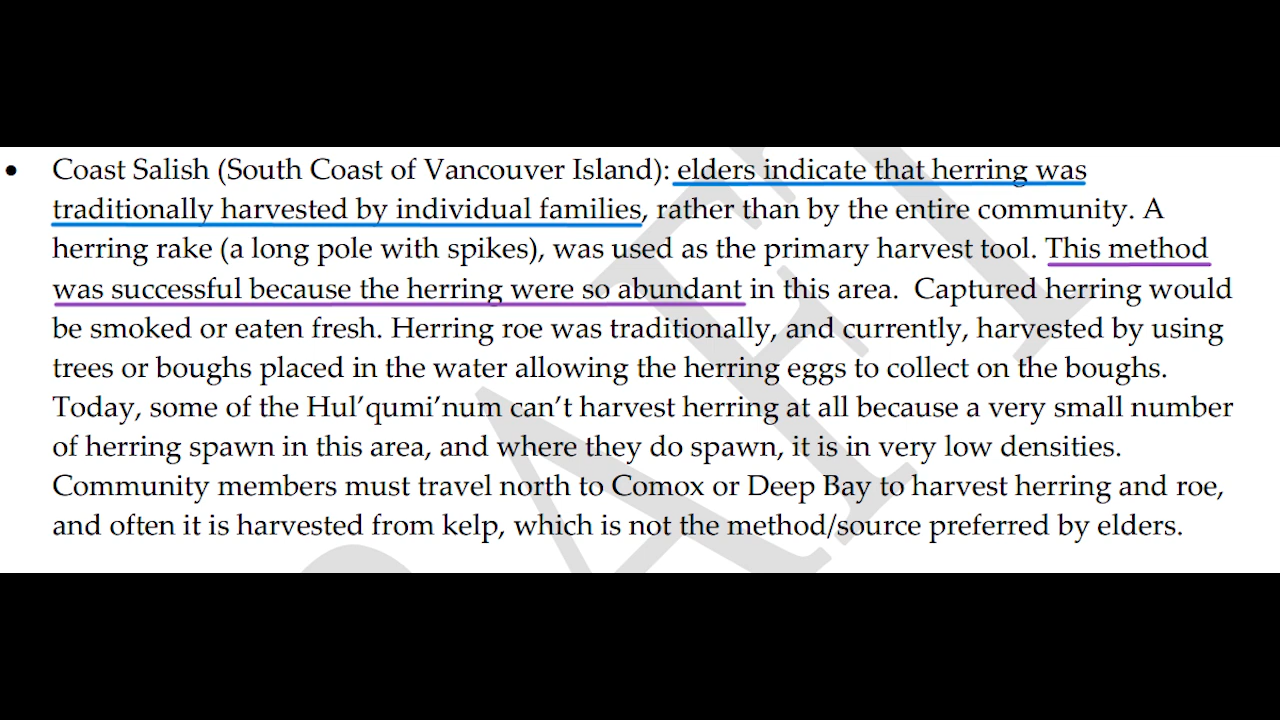 • Coast Salish (South Coast of Vancouver Island): elders indicate that herring was
traditionally harvested by individual families, rather than by the entire community. A
herring rake (a long pole with spikes), was used as the primary harvest tool. This method
was successful because the herring were so abundant in this area.  Captured herring would
be smoked or eaten fresh. Herring roe was traditionally, and currently, harvested by using
trees or boughs placed in the water allowing the herring eggs to collect on the boughs.
Today, some of the Hul’qumi’num can’t harvest herring at all because a very small number
of herring spawn in this area, and where they do spawn, it is in very low densities.
Community members must travel north to Comox or Deep Bay to harvest herring and roe,
and often it is harvested from kelp, which is not the method/source preferred by elders.